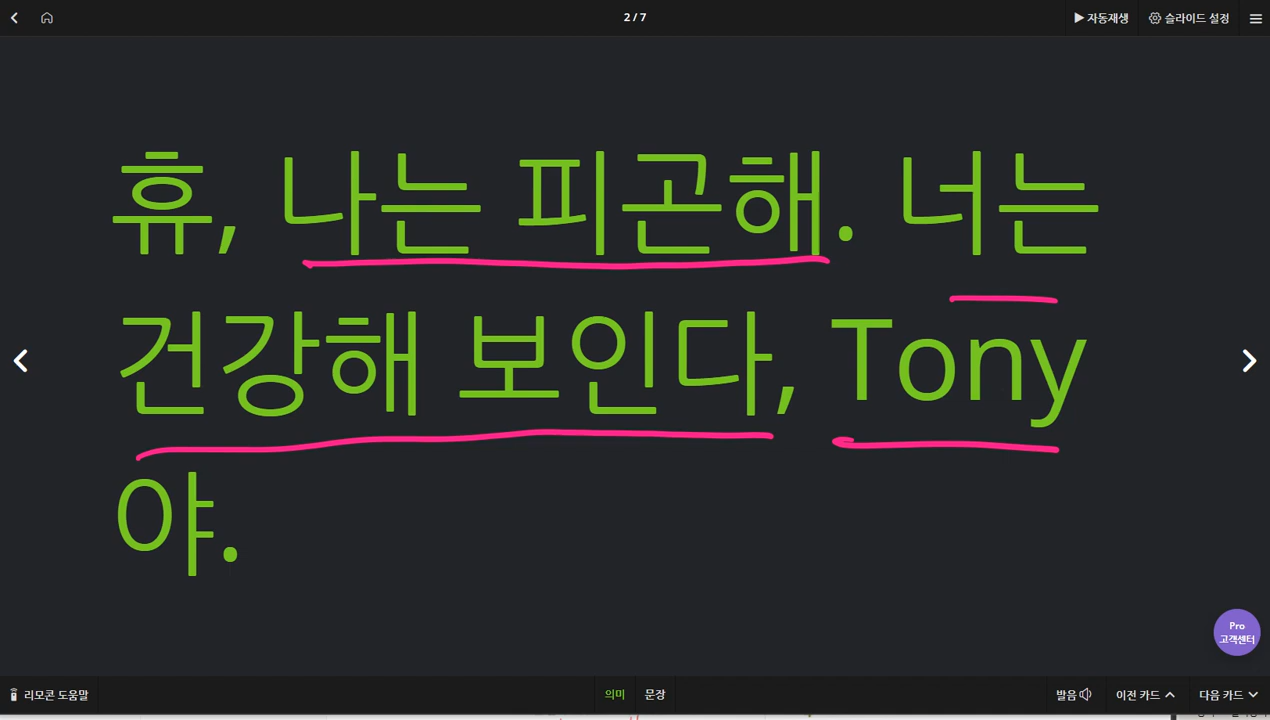 2 / 7
자동재생
슬라이드 설정
휴, 나는 피곤해. 너는
건강해 보인다, Tony
야.
Pro
고객센터
리모콘 도움말
의미
문장
발음
이전 카드
다음 카드